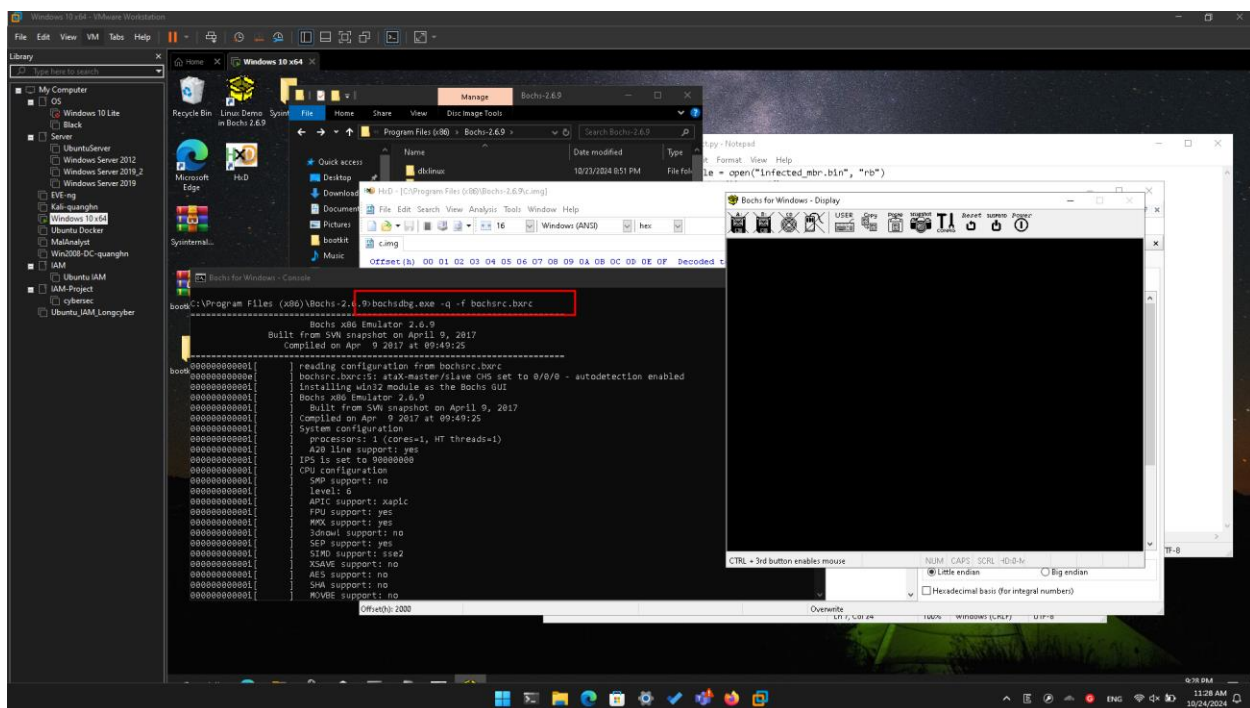 Windows 10 x64 - VMware Workstation
File Edit View VM Tabs Help
Library
Type here to search
My Computer
OS
Windows 10 Lite
Black
Server
UbuntuServer
Windows Server 2012
Windows Server 2019_2
Windows Server 2019
EVE-ng
Kali-quanghn
Windows 10 x64
Ubuntu Docker
MalAnalyst
Win2008-DC-quanghn
IAM
Ubuntu IAM
IAM-Project
cybersec
Ubuntu_IAM_Longcyber
Home Windows 10 x64
Recycle Bin
Linux Demo in Bochs 2.6.9
Microsoft Edge
HxD
Sysinternal...
Manage Bochs-2.6.9
File Home Share View Disc Image Tools
Program Files (x86) > Bochs-2.6.9 > Search Bochs-2.6.9
Name Date modified Type
Quick access
Desktop
Documen
Pictures
bootkit
Music
dlxlinux 10/23/2024 8:51 PM File fol
HxD - [C:\Program Files (x86)\Bochs-2.6.9\c.img]
File Edit Search View Analysis Tools Window Help
16 Windows (ANSI) hex
c.img
Offset(h) 00 01 02 03 04 05 06 07 08 09 0A 0B 0C 0D 0E 0F Decoded t
Offset(h): 2000 Overwrite
.py - Notepad
Format View Help
le = open("infected_mbr.bin", "rb")
Bochs for Windows - Console
C:\Program Files (x86)\Bochs-2.6.9>bochsdbg.exe -q -f bochsrc.bxrc
========================================================================
Bochs x86 Emulator 2.6.9
Built from SVN snapshot on April 9, 2017
Compiled on Apr 9 2017 at 09:49:25
========================================================================
00000000000i[ ] reading configuration from bochsrc.bxrc
00000000000e[ ] bochsrc.bxrc:5: ataX-master/slave CHS set to 0/0/0 - autodetection enabled
00000000000i[ ] installing win32 module as the Bochs GUI
00000000000i[ ] Bochs x86 Emulator 2.6.9
00000000000i[ ] Built from SVN snapshot on April 9, 2017
00000000000i[ ] Compiled on Apr 9 2017 at 09:49:25
00000000000i[ ] System configuration
00000000000i[ ] processors: 1 (cores=1, HT threads=1)
00000000000i[ ] A20 line support: yes
00000000000i[ ] IPS is set to 90000000
00000000000i[ ] CPU configuration
00000000000i[ ] SMP support: no
00000000000i[ ] level: 6
00000000000i[ ] APIC support: xapic
00000000000i[ ] FPU support: yes
00000000000i[ ] MMX support: yes
00000000000i[ ] 3dnow! support: no
00000000000i[ ] SEP support: yes
00000000000i[ ] SIMD support: sse2
00000000000i[ ] XSAVE support: no
00000000000i[ ] AES support: no
00000000000i[ ] SHA support: no
00000000000i[ ] MOVBE support: no
Bochs for Windows - Display
USER Copy Paste snapshot Reset suspend Power
CTRL + 3rd button enables mouse NUM CAPS SCRL HD:0-M
Little endian Big endian
Hexadecimal basis (for integral numbers)
TF-8
100% Windows (CRLF) UTF-8
9:28 PM
ENG
11:28 AM
10/24/2024